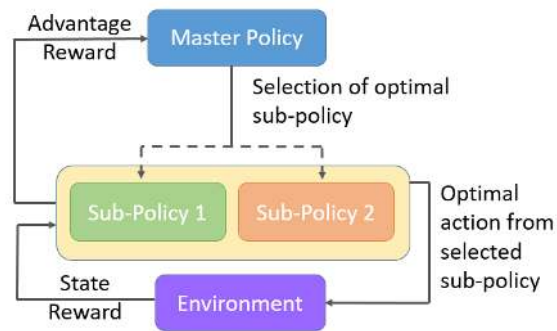 Advantage
Reward
Master Policy
Selection of optimal
sub-policy
Sub-Policy 1
Sub-Policy 2
Optimal
action from
selected
sub-policy
State
Reward
Environment